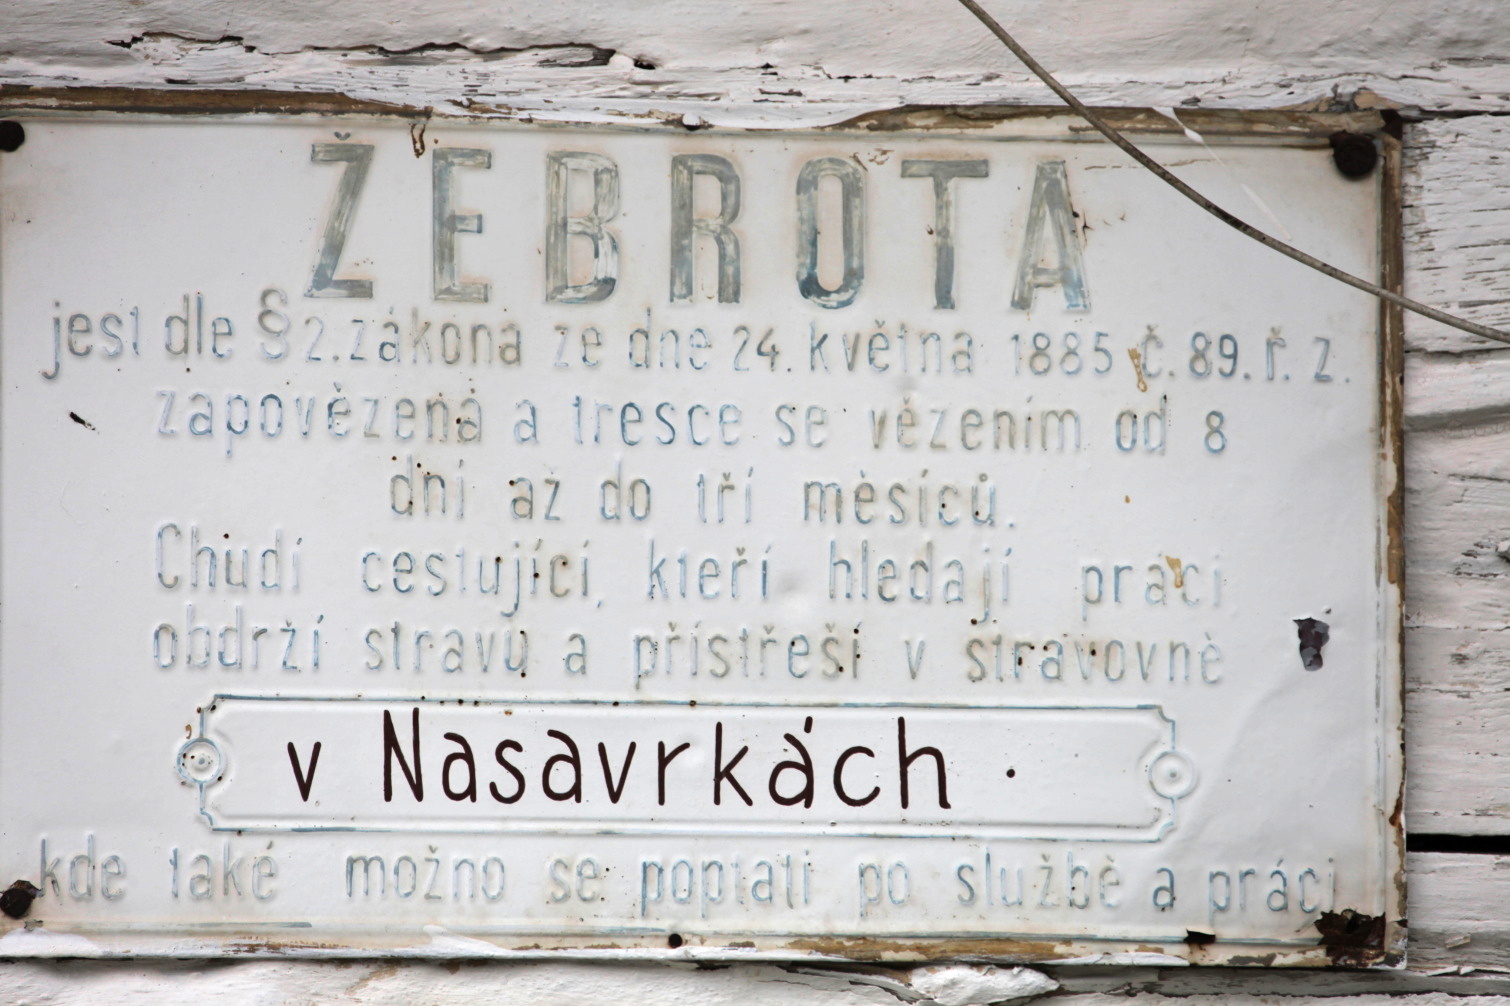 ŽEBROTA
jest dle § 2. zákona ze dne 24. května 1885 č. 89. ř. z.
zapovězená a tresce se vězením od 8
dní až do tří měsíců.
Chudí cestující, kteří hledají práci,
obdrží stravu a přístřeší v stravovně
v Nasavrkách.
kde také možno se poptati po službě a práci